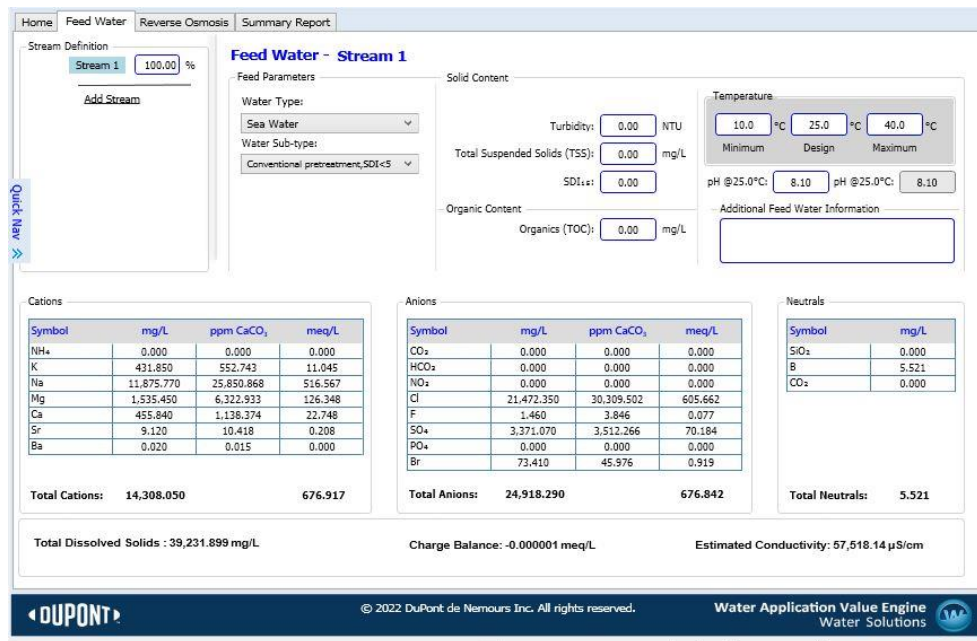 Home Feed Water Reverse Osmosis Summary Report
Stream Definition
Stream 1 100.00 %
Add Stream
Quick Nav
Feed Water - Stream 1
Feed Parameters
Water Type:
Sea Water
Water Sub-type:
Conventional pretreatment,SDI<5
Solid Content
Turbidity: 0.00 NTU
Total Suspended Solids (TSS): 0.00 mg/L
SDI₁₅: 0.00
Organic Content
Organics (TOC): 0.00 mg/L
Temperature
10.0 °C 25.0 °C 40.0 °C
Minimum Design Maximum
pH @25.0°C: 8.10 pH @25.0°C: 8.10
Additional Feed Water Information
Cations
Symbol mg/L ppm CaCO₃ meq/L
NH₄ 0.000 0.000 0.000
K 431.850 552.743 11.045
Na 11,875.770 25,850.868 516.567
Mg 1,535.450 6,322.933 126.348
Ca 455.840 1,138.374 22.748
Sr 9.120 10.418 0.208
Ba 0.020 0.015 0.000
Total Cations: 14,308.050 676.917
Anions
Symbol mg/L ppm CaCO₃ meq/L
CO₃ 0.000 0.000 0.000
HCO₃ 0.000 0.000 0.000
NO₃ 0.000 0.000 0.000
Cl 21,472.350 30,309.502 605.662
F 1.460 3.846 0.077
SO₄ 3,371.070 3,512.266 70.184
PO₄ 0.000 0.000 0.000
Br 73.410 45.976 0.919
Total Anions: 24,918.290 676.842
Neutrals
Symbol mg/L
SiO₂ 0.000
B 5.521
CO₂ 0.000
Total Neutrals: 5.521
Total Dissolved Solids : 39,231.899 mg/L
Charge Balance: -0.000001 meq/L
Estimated Conductivity: 57,518.14 µS/cm
DUPONT
© 2022 DuPont de Nemours Inc. All rights reserved.
Water Application Value Engine
Water Solutions